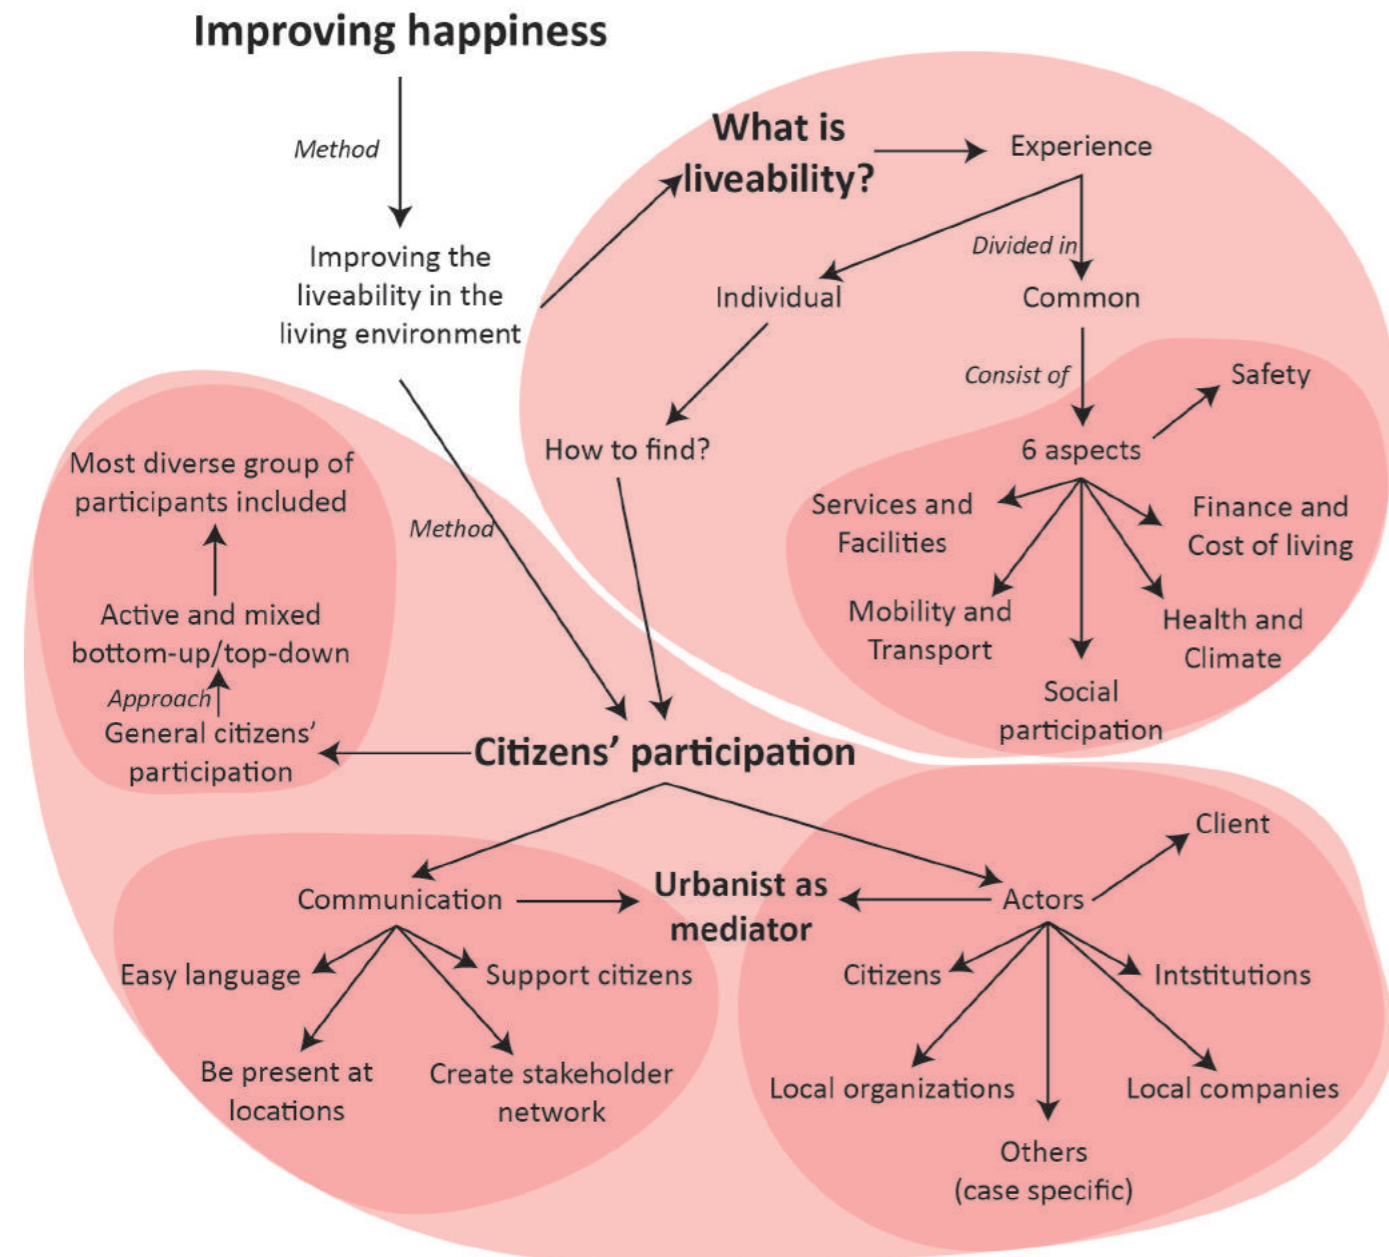 Improving happiness
Method
Improving the
liveability in the
living environment
What is
liveability?
Experience
Divided in
Individual
Common
Consist of
Safety
How to find?
6 aspects
Services and
Facilities
Finance and
Cost of living
Mobility and
Transport
Health and
Climate
Social
participation
Most diverse group of
participants included
Method
Active and mixed
bottom-up/top-down
Approach
General citizens’
participation
Citizens’ participation
Client
Communication
Urbanist as
mediator
Actors
Easy language
Support citizens
Citizens
Intstitutions
Be present at
locations
Create stakeholder
network
Local organizations
Local companies
Others
(case specific)